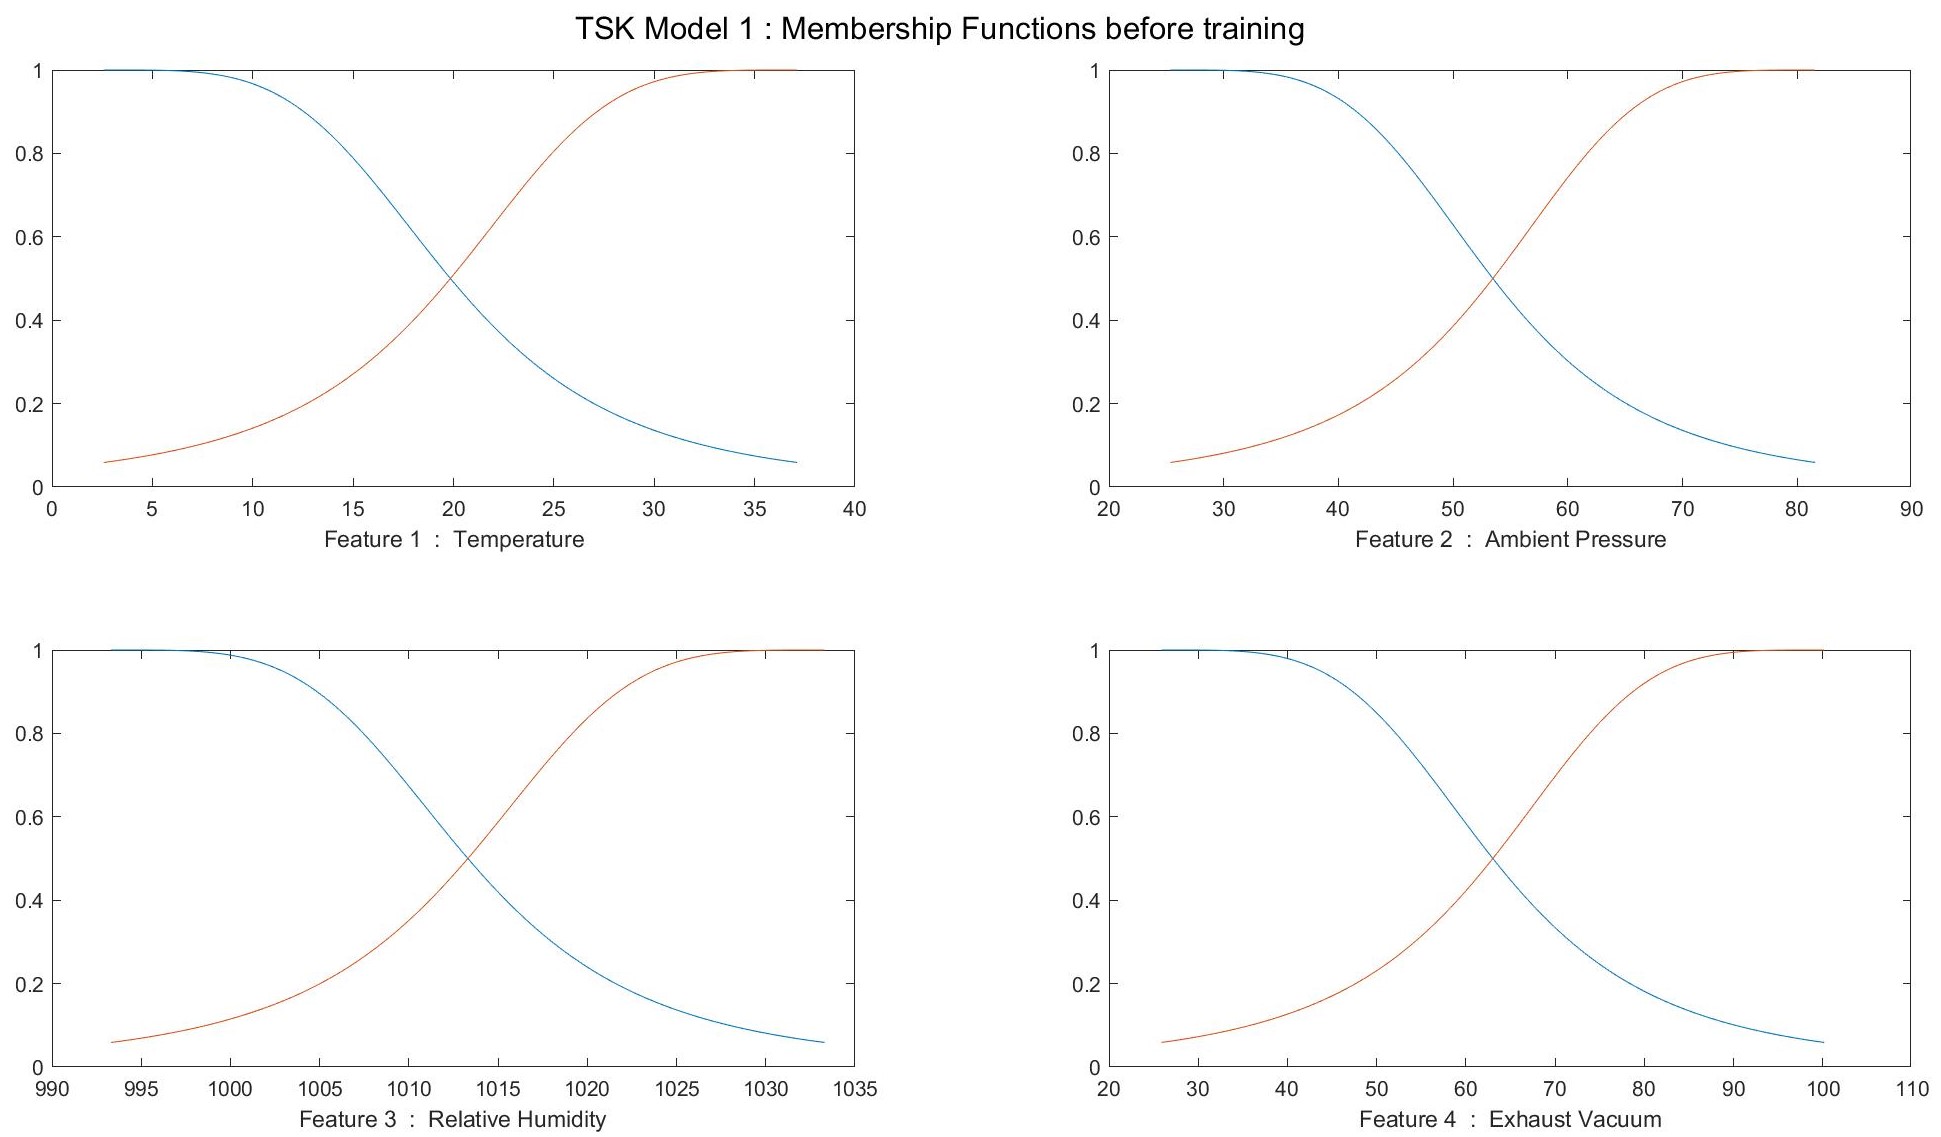 TSK Model 1 : Membership Functions before training
1
0.8
0.6
0.4
0.2
0
0 5 10 15 20 25 30 35 40
Feature 1 : Temperature
1
0.8
0.6
0.4
0.2
0
20 30 40 50 60 70 80 90
Feature 2 : Ambient Pressure
1
0.8
0.6
0.4
0.2
0
990 995 1000 1005 1010 1015 1020 1025 1030 1035
Feature 3 : Relative Humidity
1
0.8
0.6
0.4
0.2
0
20 30 40 50 60 70 80 90 100 110
Feature 4 : Exhaust Vacuum